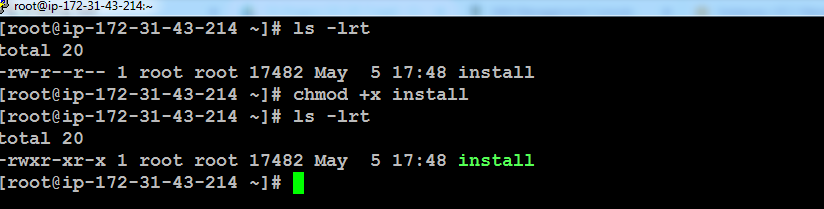 root@ip-172-31-43-214:~
[root@ip-172-31-43-214 ~]# ls -lrt
total 20
-rw-r--r-- 1 root root 17482 May  5 17:48 install
[root@ip-172-31-43-214 ~]# chmod +x install
[root@ip-172-31-43-214 ~]# ls -lrt
total 20
-rwxr-xr-x 1 root root 17482 May  5 17:48 install
[root@ip-172-31-43-214 ~]#